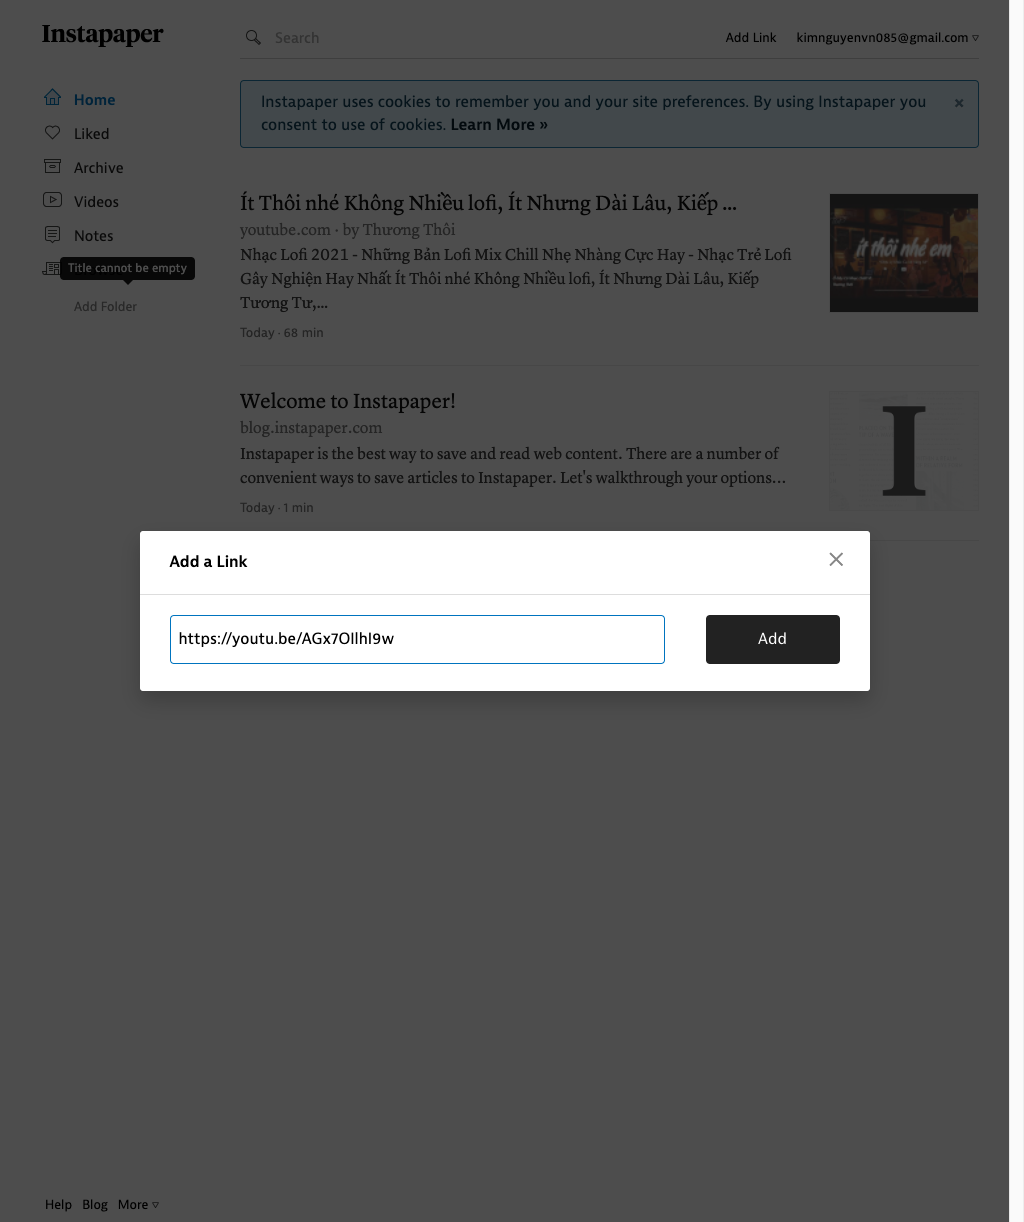 Instapaper
Search
Add Link
kimnguyenvn085@gmail.com
Home
Liked
Archive
Videos
Notes
Title cannot be empty
Add Folder
Instapaper uses cookies to remember you and your site preferences. By using Instapaper you
consent to use of cookies. Learn More »
Ít Thôi nhé Không Nhiều lofi, Ít Nhưng Dài Lâu, Kiếp ...
youtube.com · by Thương Thôi
Nhạc Lofi 2021 - Những Bản Lofi Mix Chill Nhẹ Nhàng Cực Hay - Nhạc Trẻ Lofi
Gây Nghiện Hay Nhất Ít Thôi nhé Không Nhiều lofi, Ít Nhưng Dài Lâu, Kiếp
Tương Tư,...
Today · 68 min
ít thôi nhé em
Welcome to Instapaper!
blog.instapaper.com
Instapaper is the best way to save and read web content. There are a number of
convenient ways to save articles to Instapaper. Let's walkthrough your options...
Today · 1 min
I
Add a Link
https://youtu.be/AGx7OIlhI9w
Add
Help Blog More